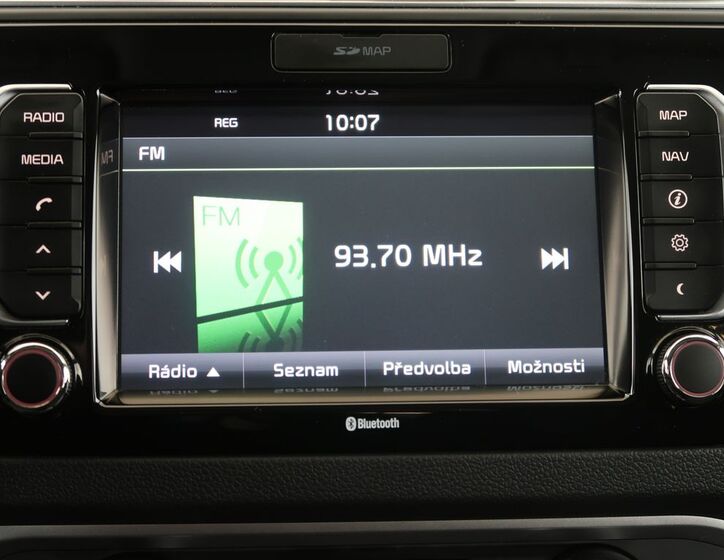 SD MAP
RADIO
MEDIA
MAP
NAV
REG 10:07
FM
FM
93.70 MHz
Rádio ▲ Seznam Předvolba Možnosti
Bluetooth